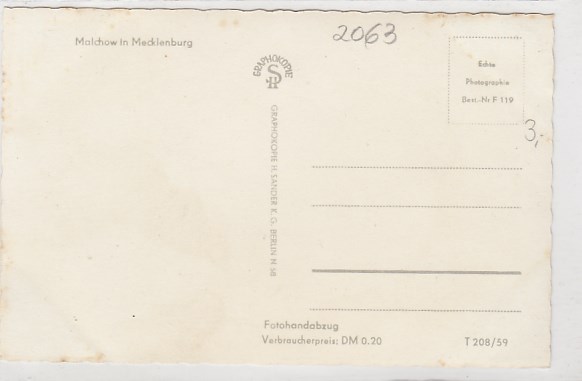 Malchow in Mecklenburg
2063
Echte
Photographie
Best.-Nr F 119
3,-
GRAPHOKOPIE
GRAPHOKOPIE H. SANDER K. G. BERLIN N 58
Fotohandabzug
Verbraucherpreis: DM 0.20
T 208/59